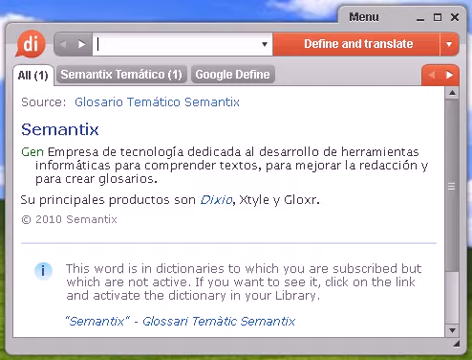 Menu
di
Define and translate
All (1)
Semantix Temático (1)
Google Define
Source: Glosario Temático Semantix
Semantix
Gen Empresa de tecnología dedicada al desarrollo de herramientas
informáticas para comprender textos, para mejorar la redacción y
para crear glosarios.
Su principales productos son Dixio, Xtyle y Gloxr.
© 2010 Semantix
i
This word is in dictionaries to which you are subscribed but
which are not active. If you want to see it, click on the link
and activate the dictionary in your Library.
"Semantix" - Glossari Temàtic Semantix